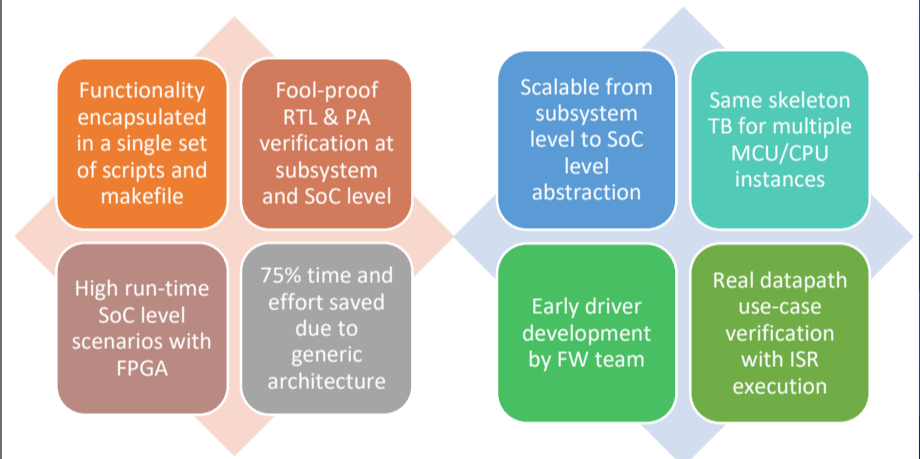 Functionality
encapsulated
in a single set
of scripts and
makefile
Fool-proof
RTL & PA
verification at
subsystem
and SoC level
High run-time
SoC level
scenarios with
FPGA
75% time and
effort saved
due to
generic
architecture
Scalable from
subsystem
level to SoC
level
abstraction
Same skeleton
TB for multiple
MCU/CPU
instances
Early driver
development
by FW team
Real datapath
use-case
verification
with ISR
execution